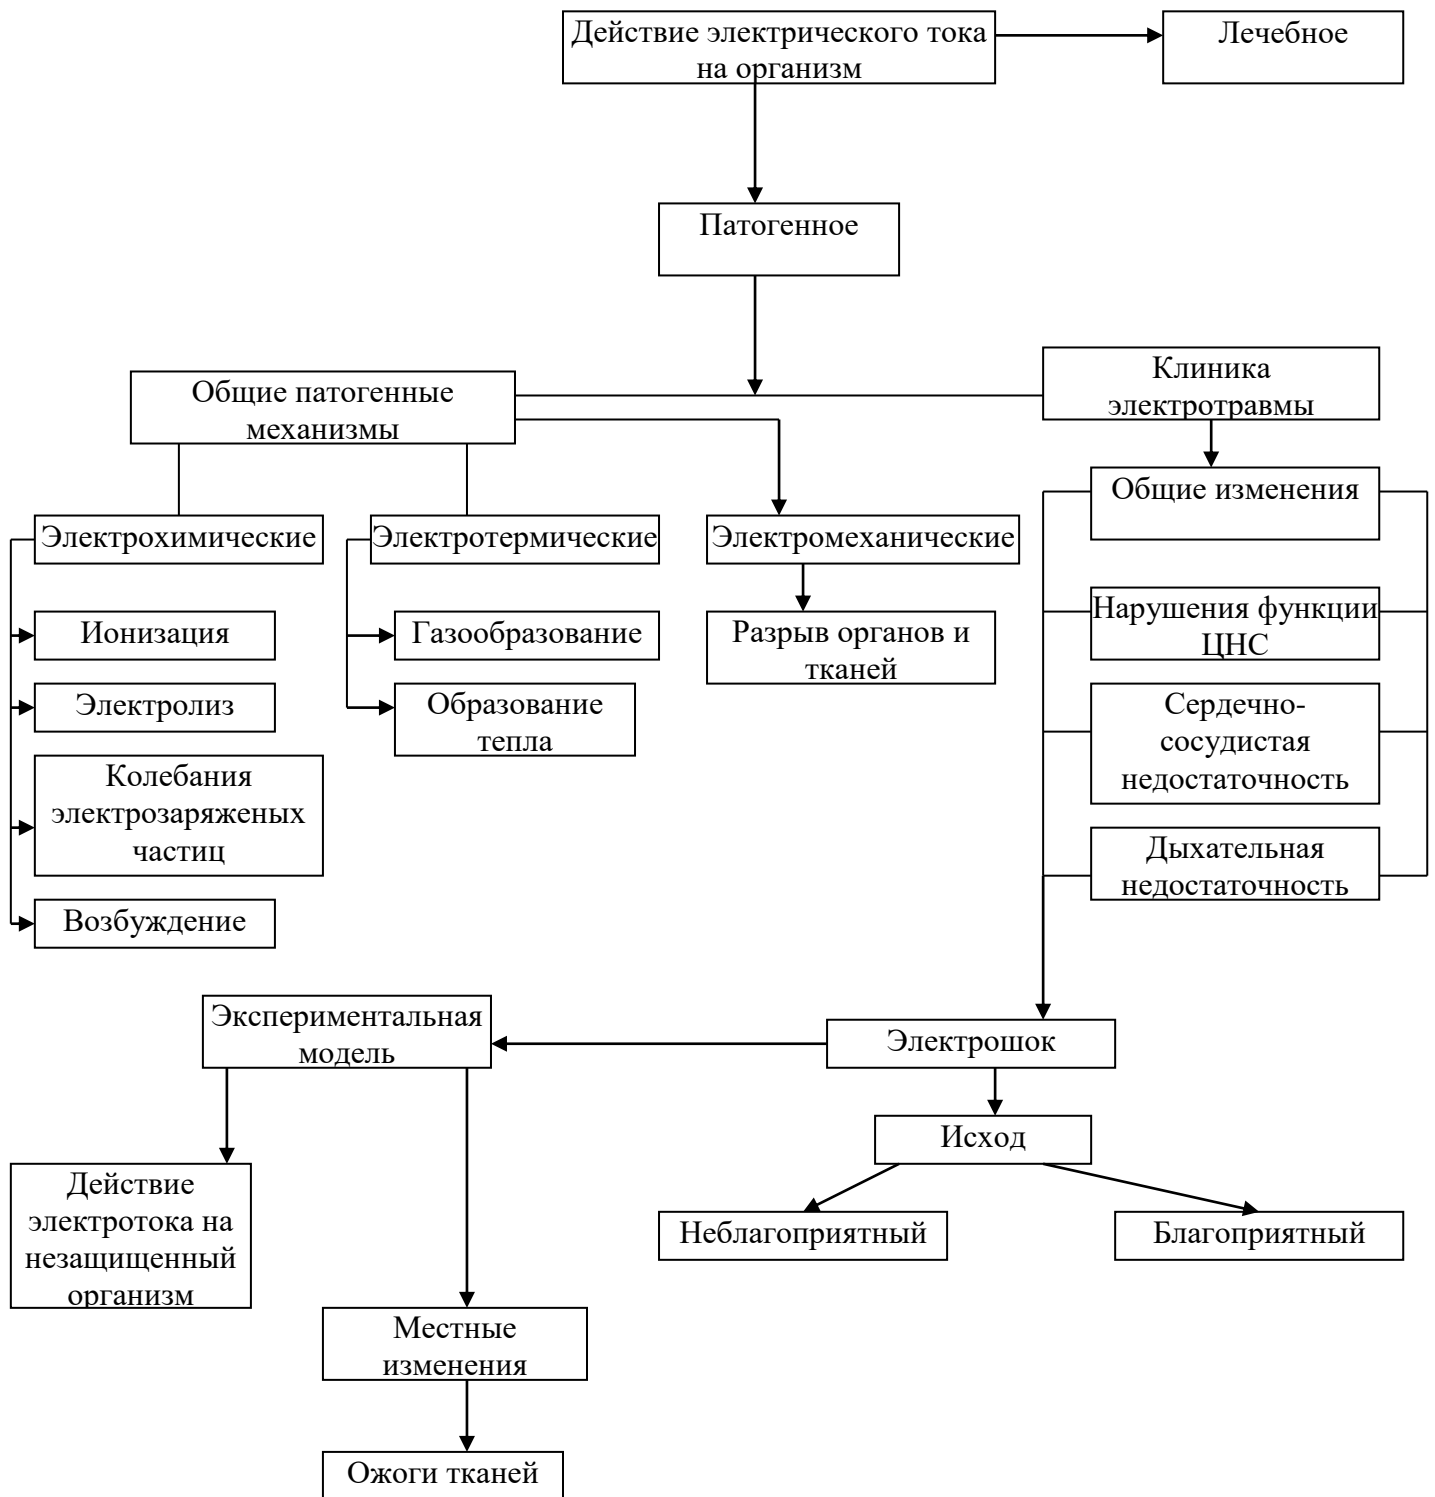 Действие электрического тока
на организм
Лечебное
Патогенное
Общие патогенные
механизмы
Клиника
электротравмы
Общие изменения
Электрохимические
Электротермические
Электромеханические
Нарушения функции
ЦНС
Ионизация
Газообразование
Разрыв органов и
тканей
Электролиз
Образование
тепла
Сердечно-
сосудистая
недостаточность
Колебания
электрозаряженых
частиц
Дыхательная
недостаточность
Возбуждение
Экспериментальная
модель
Электрошок
Исход
Действие
электротока на
незащищенный
организм
Неблагоприятный
Благоприятный
Местные
изменения
Ожоги тканей